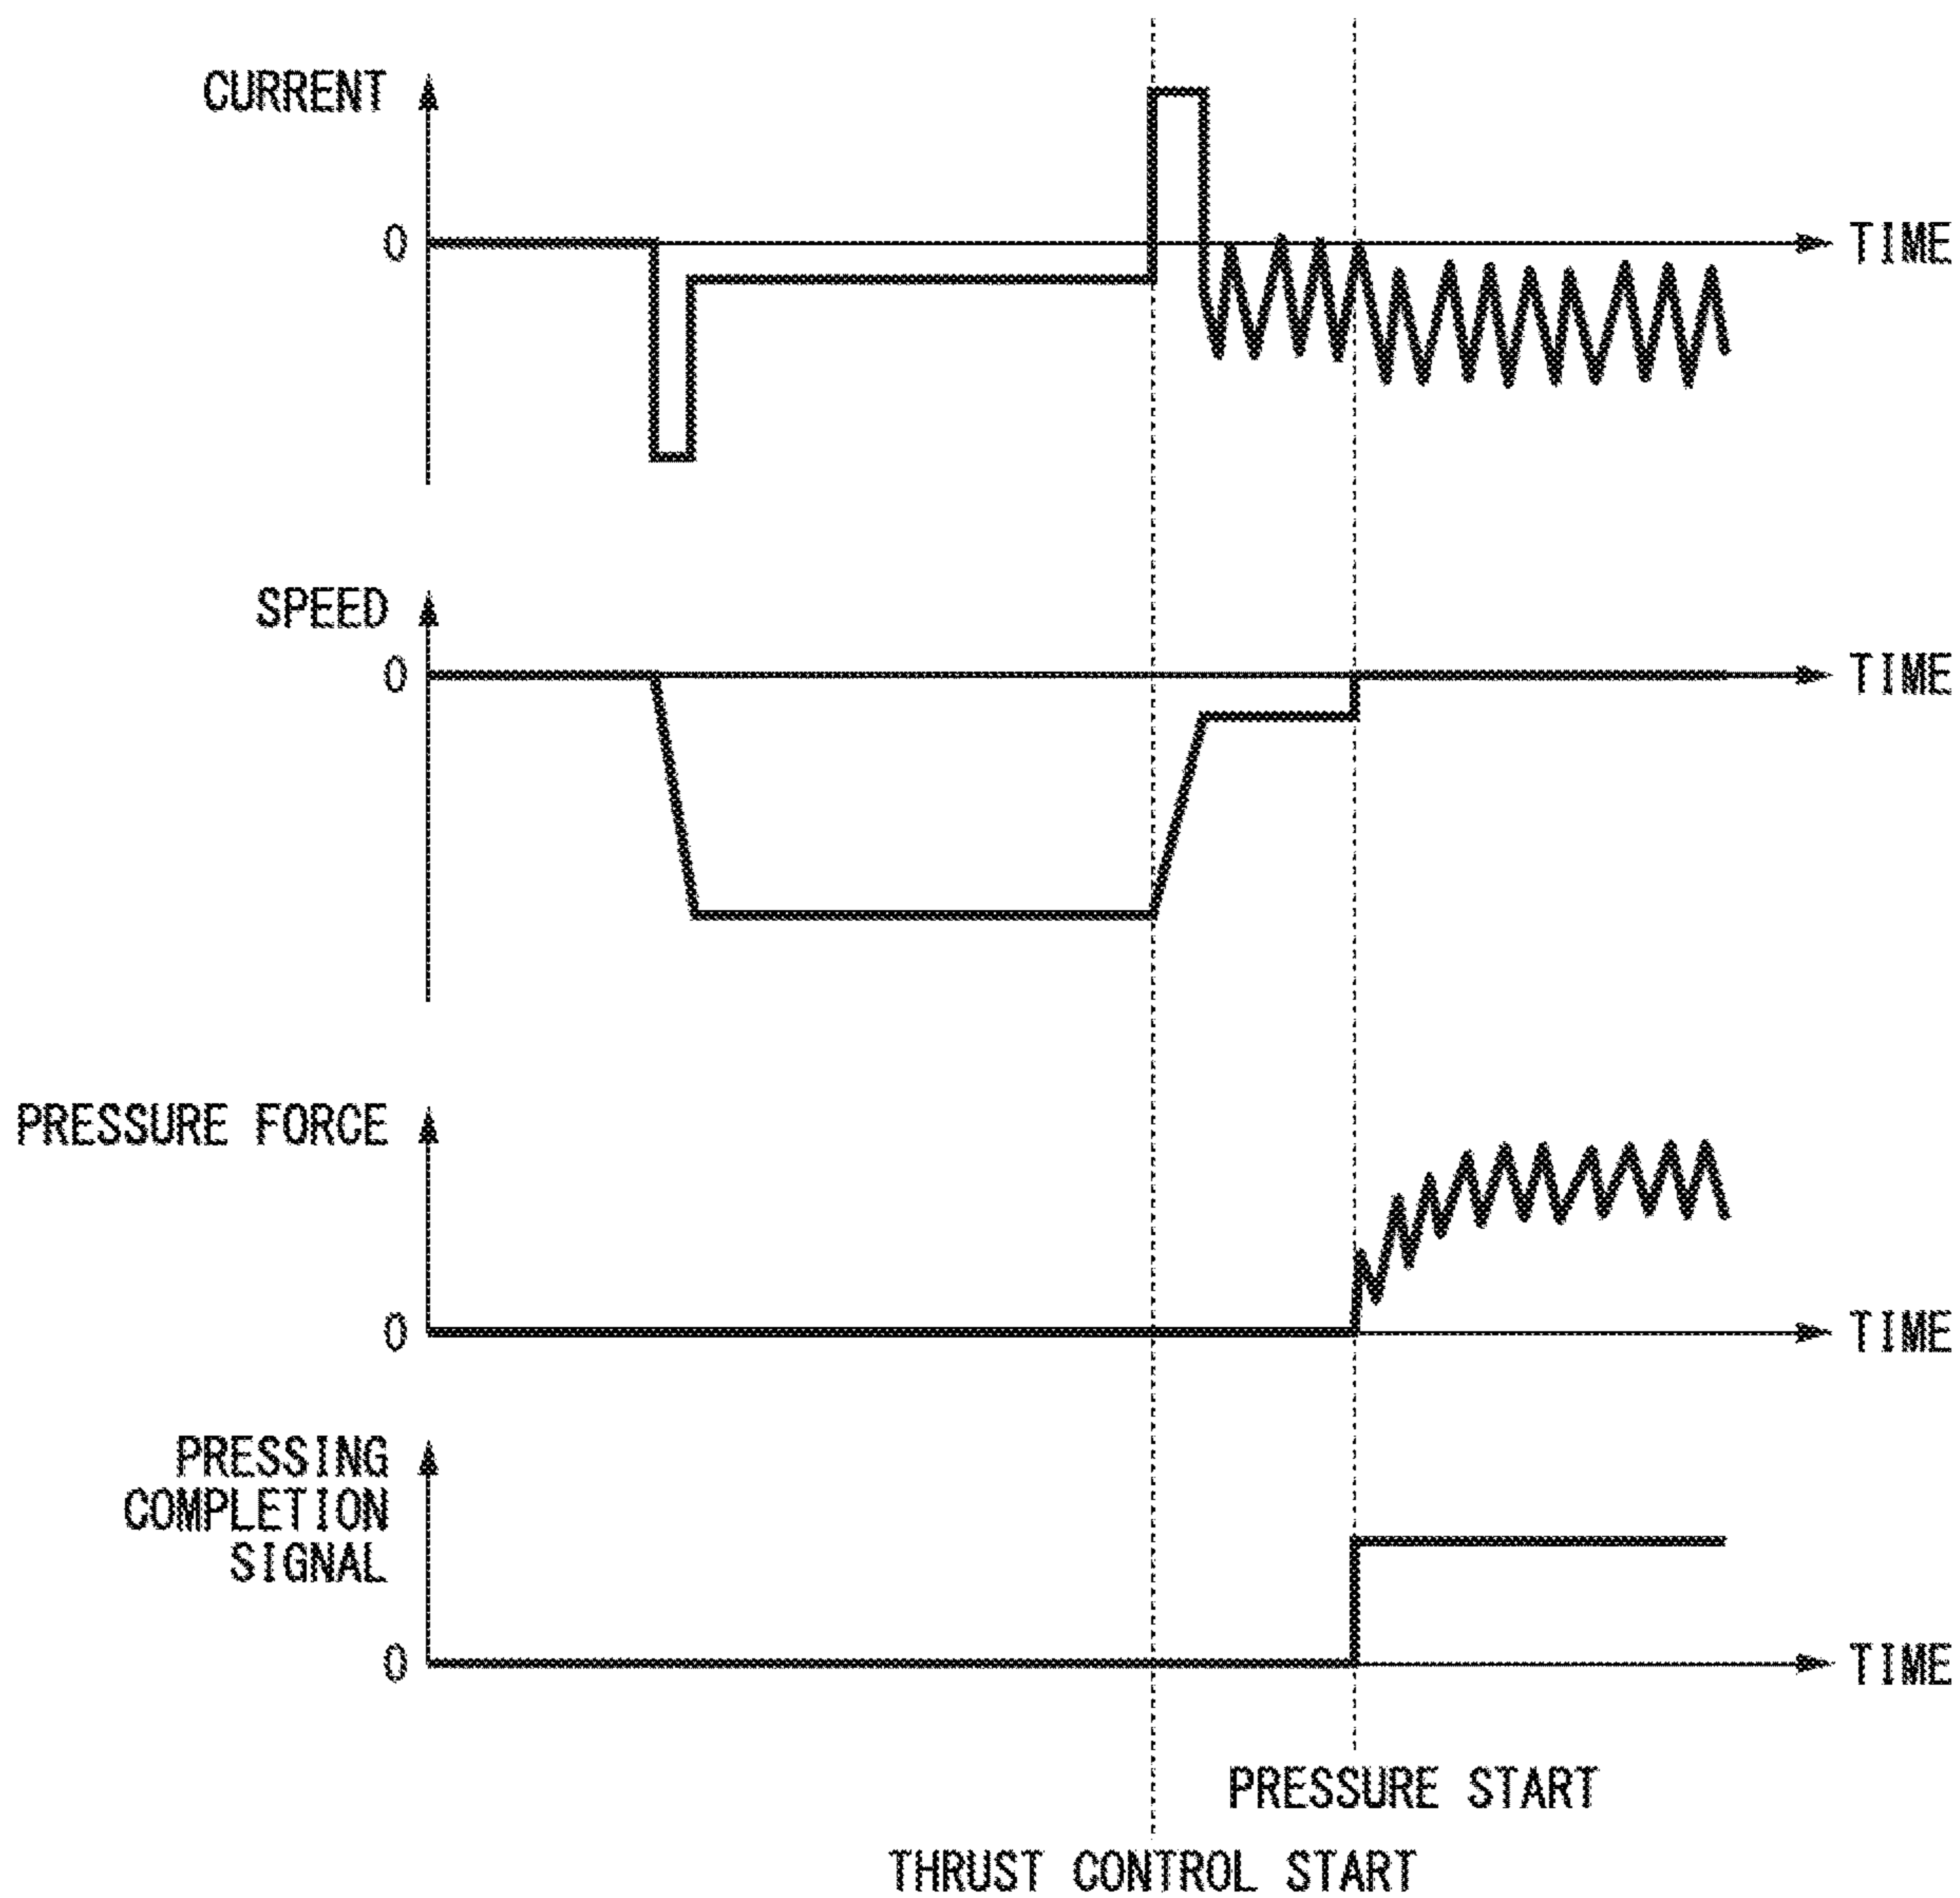 CURRENT
0
TIME
SPEED
0
TIME
PRESSURE FORCE
0
TIME
PRESSING
COMPLETION
SIGNAL
0
TIME
PRESSURE START
THRUST CONTROL START